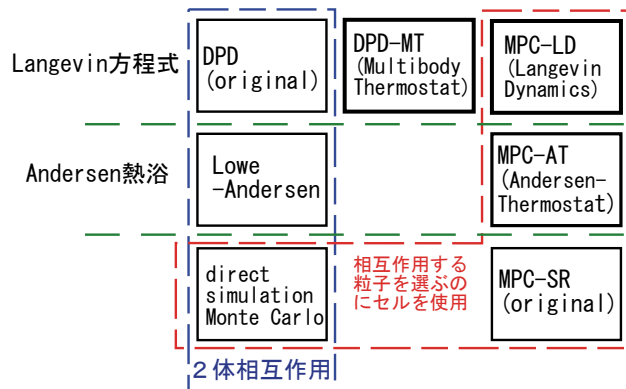 Langevin方程式
DPD
(original)
DPD-MT
(Multibody
Thermostat)
MPC-LD
(Langevin
Dynamics)
Andersen熱浴
Lowe
-Andersen
MPC-AT
(Andersen-
Thermostat)
direct
simulation
Monte Carlo
相互作用する
粒子を選ぶの
にセルを使用
MPC-SR
(original)
2体相互作用